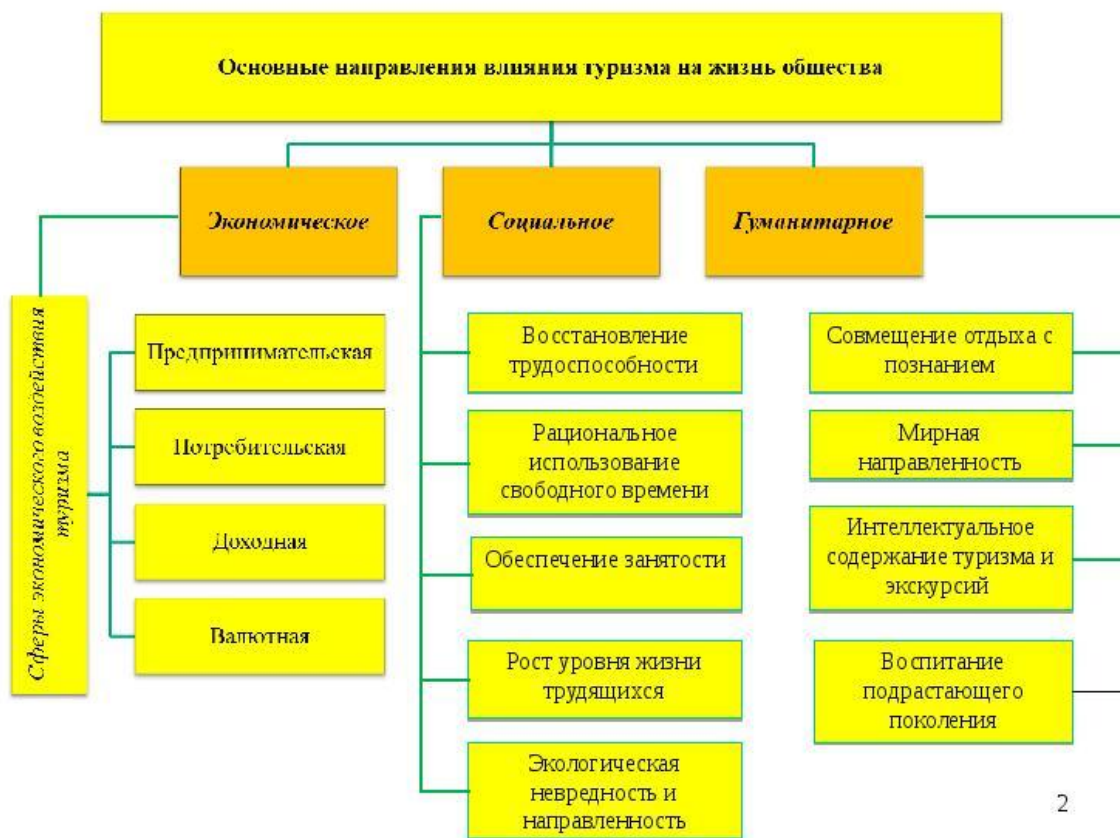 Основные направления влияния туризма на жизнь общества
Экономическое
Социальное
Гуманитарное
Сферы экономического воздействия
туризма
Предпринимательская
Потребительская
Доходная
Валютная
Восстановление
трудоспособности
Рациональное
использование
свободного времени
Обеспечение занятости
Рост уровня жизни
трудящихся
Экологическая
невредность и
направленность
Совмещение отдыха с
познанием
Мирная
направленность
Интеллектуальное
содержание туризма и
экскурсий
Воспитание
подрастающего
поколения
2